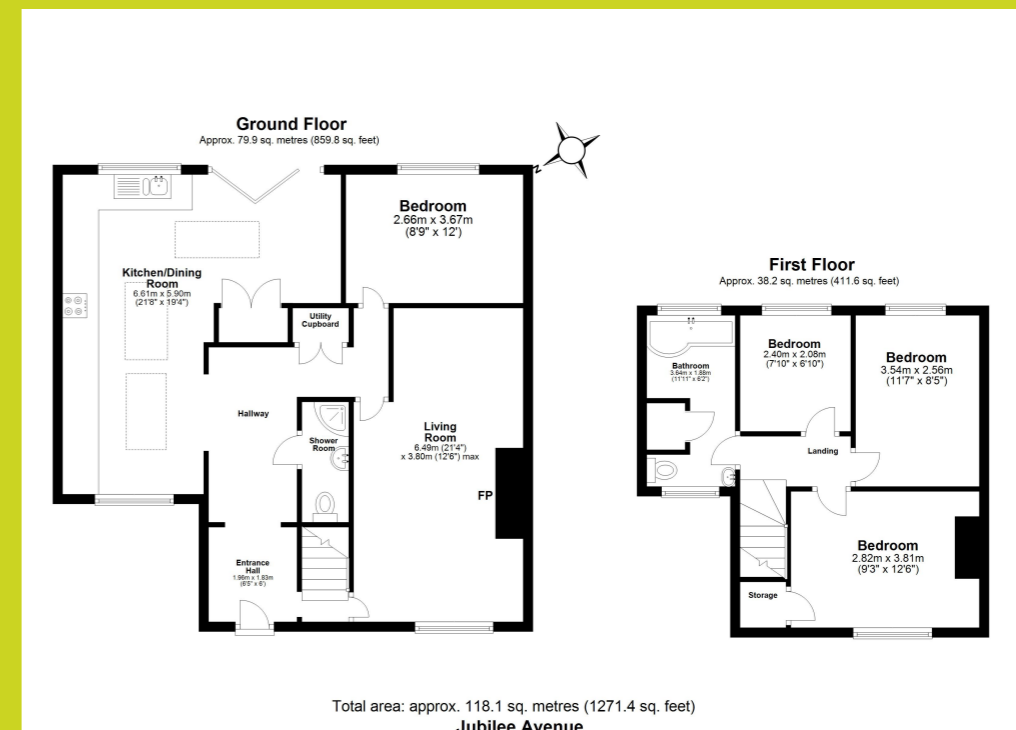 Ground Floor
Approx. 79.9 sq. metres (859.8 sq. feet)
N
Bedroom
2.66m x 3.67m
(8'9" x 12')
Kitchen/Dining
Room
6.61m x 5.90m
(21'8" x 19'4")
Utility
Cupboard
Hallway
Shower
Room
Living
Room
6.49m (21'4")
x 3.80m (12'6") max
FP
Entrance
Hall
1.96m x 1.83m
(6'5" x 6')
First Floor
Approx. 38.2 sq. metres (411.6 sq. feet)
Bathroom
3.64m x 1.88m
(11'11" x 6'2")
Bedroom
2.40m x 2.08m
(7'10" x 6'10")
Bedroom
3.54m x 2.56m
(11'7" x 8'5")
Landing
Bedroom
2.82m x 3.81m
(9'3" x 12'6")
Storage
Total area: approx. 118.1 sq. metres (1271.4 sq. feet)
Jubilee Avenue